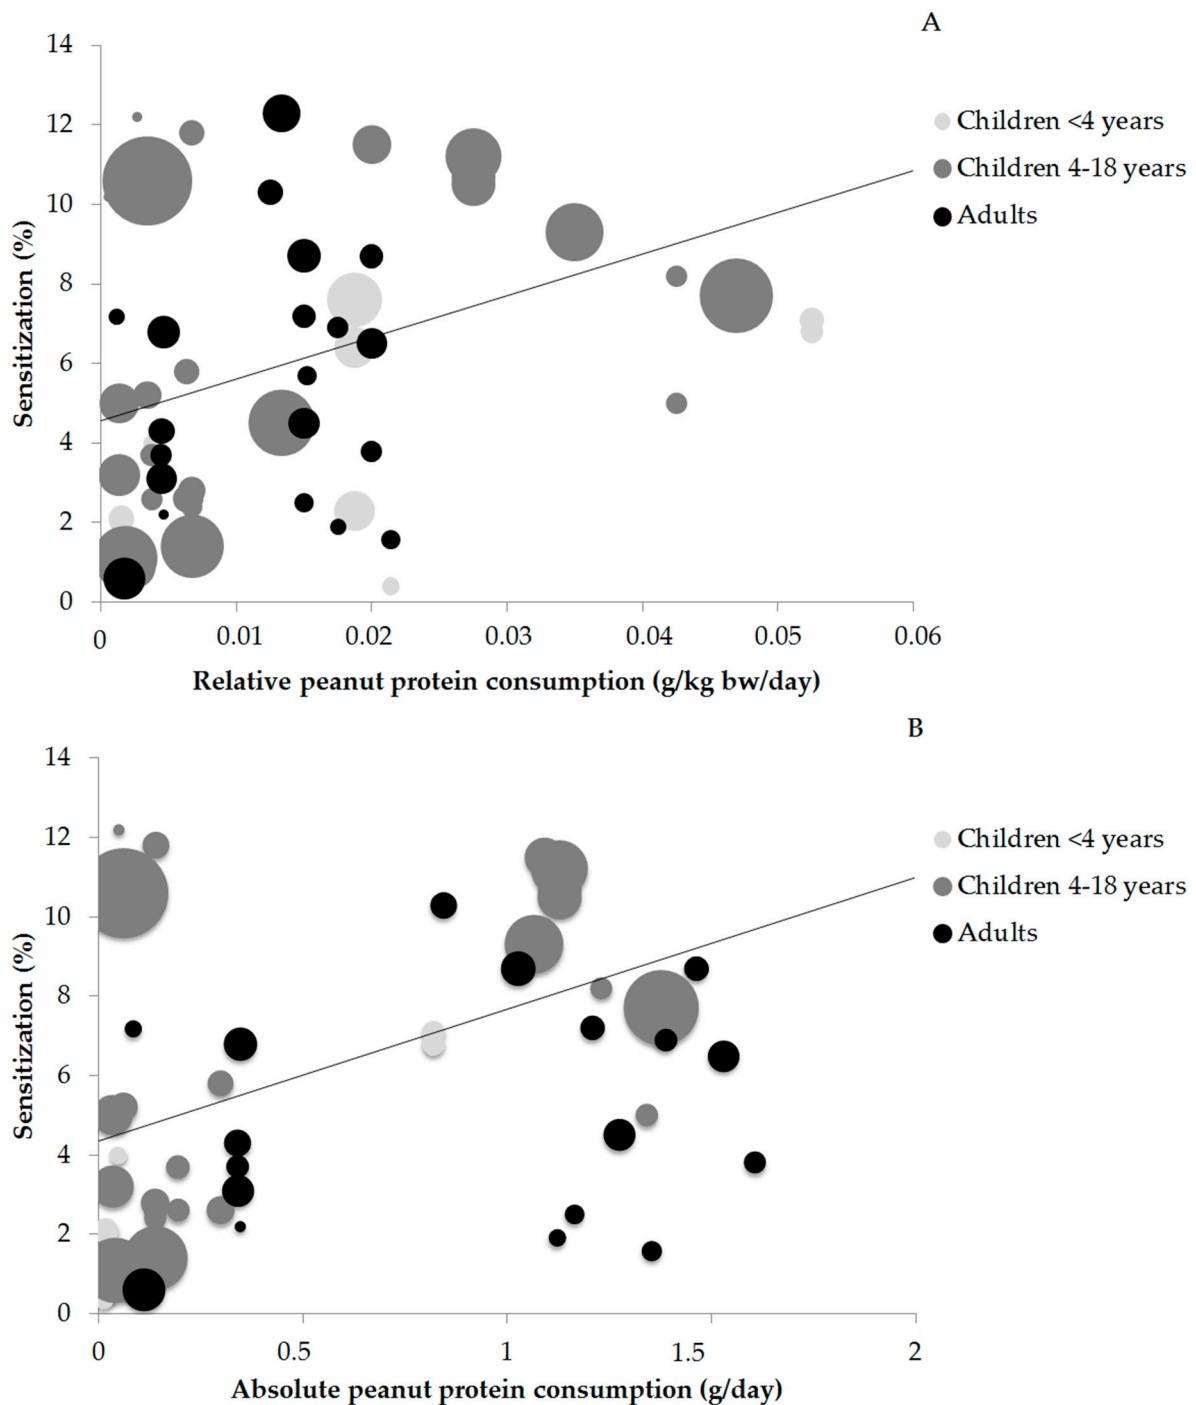 A
14
12
10
8
6
4
2
0
Sensitization (%)
0 0.01 0.02 0.03 0.04 0.05 0.06
Relative peanut protein consumption (g/kg bw/day)
Children <4 years
Children 4-18 years
Adults
B
14
12
10
8
6
4
2
0
Sensitization (%)
0 0.5 1 1.5 2
Absolute peanut protein consumption (g/day)
Children <4 years
Children 4-18 years
Adults